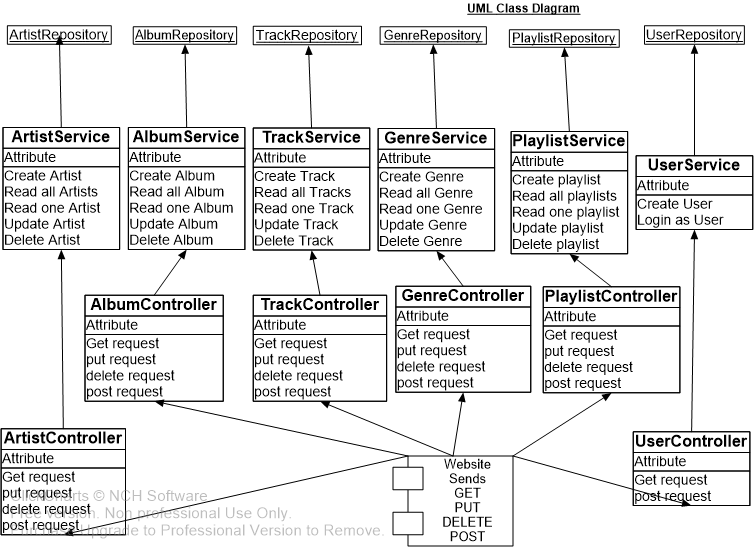 UML Class Diagram
ArtistRepository
AlbumRepository
TrackRepository
GenreRepository
PlaylistRepository
UserRepository
ArtistService
Attribute
Create Artist
Read all Artists
Read one Artist
Update Artist
Delete Artist
AlbumService
Attribute
Create Album
Read all Album
Read one Album
Update Album
Delete Album
TrackService
Attribute
Create Track
Read all Tracks
Read one Track
Update Track
Delete Track
GenreService
Attribute
Create Genre
Read all Genre
Read one Genre
Update Genre
Delete Genre
PlaylistService
Attribute
Create playlist
Read all playlists
Read one playlist
Update playlist
Delete playlist
UserService
Attribute
Create User
Login as User
AlbumController
Attribute
Get request
put request
delete request
post request
TrackController
Attribute
Get request
put request
delete request
post request
GenreController
Attribute
Get request
put request
delete request
post request
PlaylistController
Attribute
Get request
put request
delete request
post request
ArtistController
Attribute
Get request
put request
delete request
post request
Website
Sends
GET
PUT
DELETE
POST
UserController
Attribute
Get request
post request
© NCH Software
Free version. Non professional Use Only.
Upgrade to Professional Version to Remove.